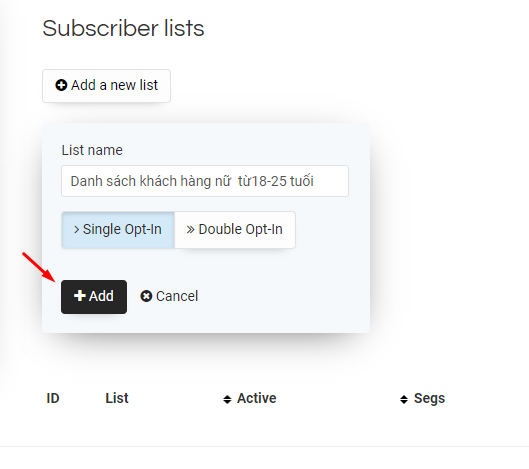 Subscriber lists
Add a new list
List name
Danh sách khách hàng nữ từ18-25 tuổi
Single Opt-In Double Opt-In
Add Cancel
ID List Active Segs